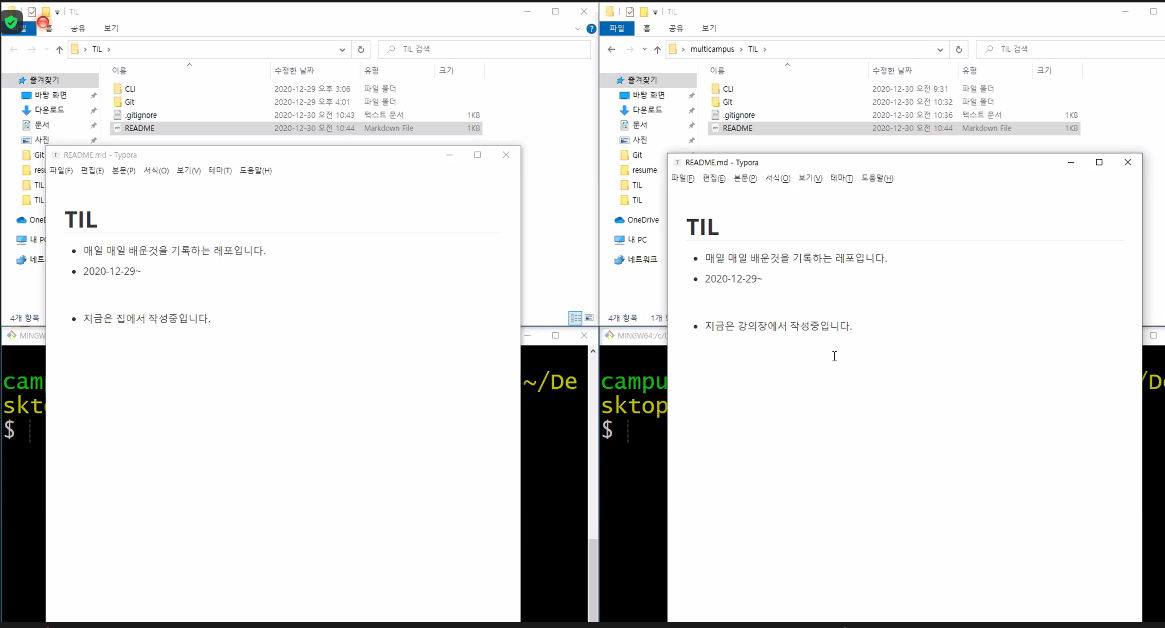 TIL
파일 홈 공유 보기
TIL
TIL 검색
이름 수정한 날짜 유형 크기
즐겨찾기
바탕 화면
다운로드
문서
사진
Git
TIL
TIL
내 PC
CLI 2020-12-29 오후 3:06 파일 폴더
Git 2020-12-29 오후 4:01 파일 폴더
.gitignore 2020-12-30 오전 10:43 텍스트 문서 1KB
README 2020-12-30 오전 10:44 Markdown File 1KB
4개 항목
README.md - Typora
파일(F) 편집(E) 본문(P) 서식(O) 보기(V) 테마(T) 도움말(H)
TIL
매일 매일 배운것을 기록하는 레포입니다.
2020-12-29~
지금은 집에서 작성중입니다.
~/De
$
TIL
파일 홈 공유 보기
multicampus TIL
TIL 검색
이름 수정한 날짜 유형 크기
즐겨찾기
바탕 화면
다운로드
문서
사진
Git
resume
TIL
TIL
OneDrive
내 PC
네트워크
CLI 2020-12-30 오전 9:31 파일 폴더
Git 2020-12-30 오전 10:32 파일 폴더
.gitignore 2020-12-30 오전 10:36 텍스트 문서 1KB
README 2020-12-30 오전 10:44 Markdown File 1KB
4개 항목
README.md - Typora
파일(F) 편집(E) 본문(P) 서식(O) 보기(V) 테마(T) 도움말(H)
TIL
매일 매일 배운것을 기록하는 레포입니다.
2020-12-29~
지금은 강의장에서 작성중입니다.
$